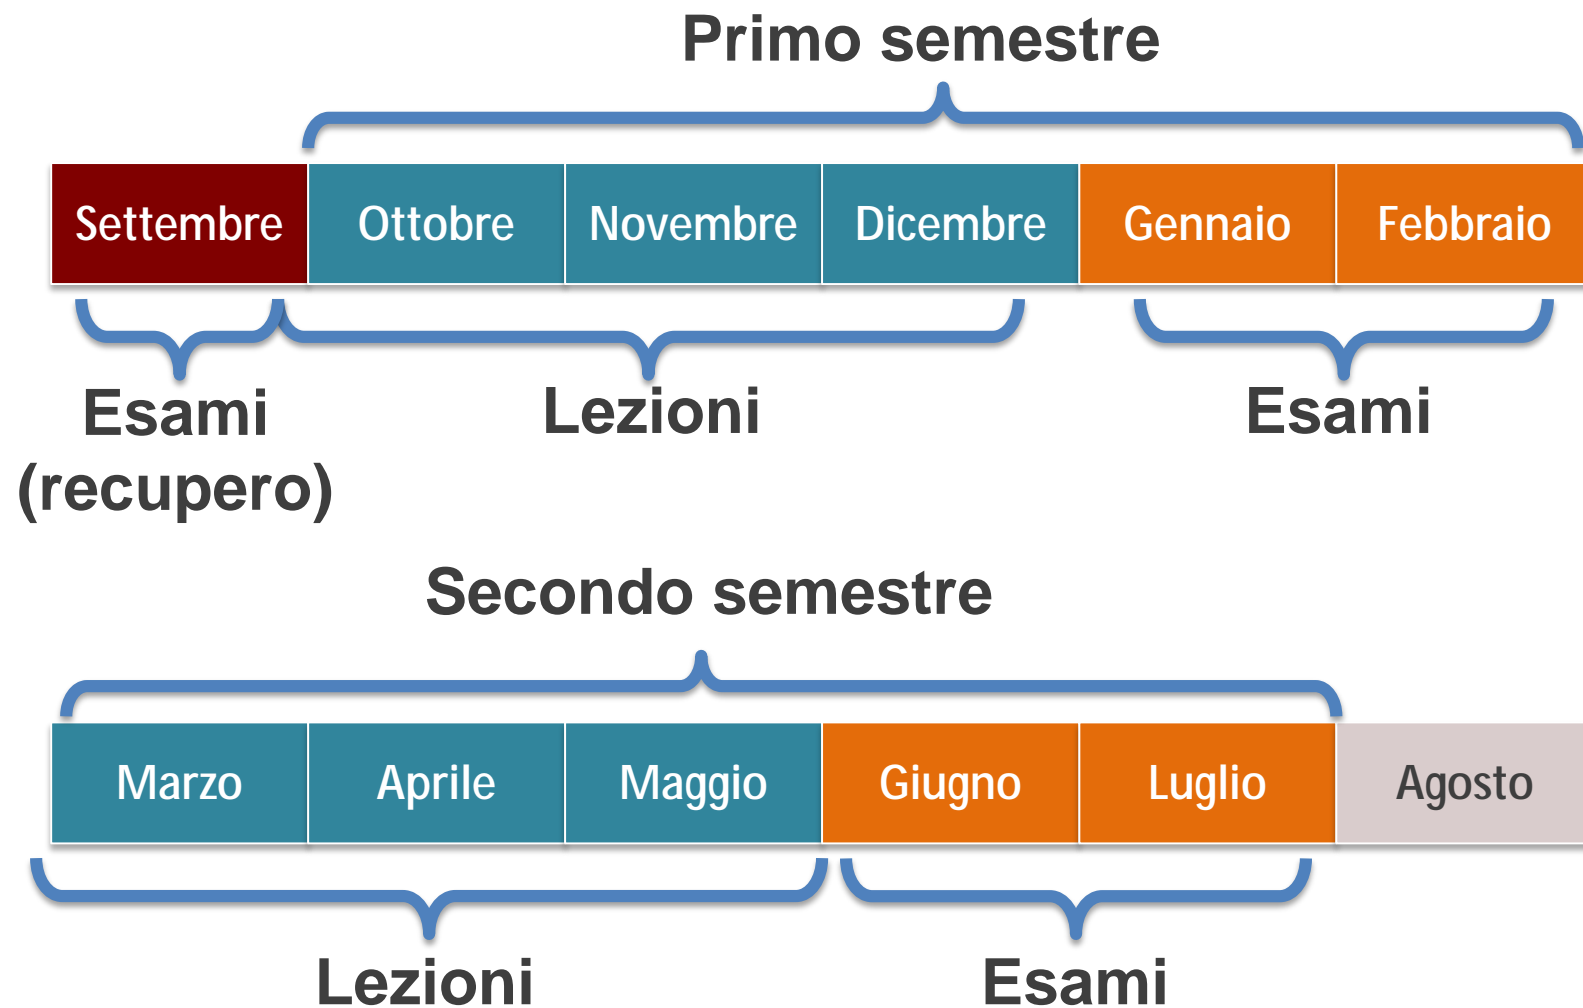 Primo semestre
Settembre Ottobre Novembre Dicembre Gennaio Febbraio
Esami Lezioni Esami
(recupero)
Secondo semestre
Marzo Aprile Maggio Giugno Luglio Agosto
Lezioni Esami